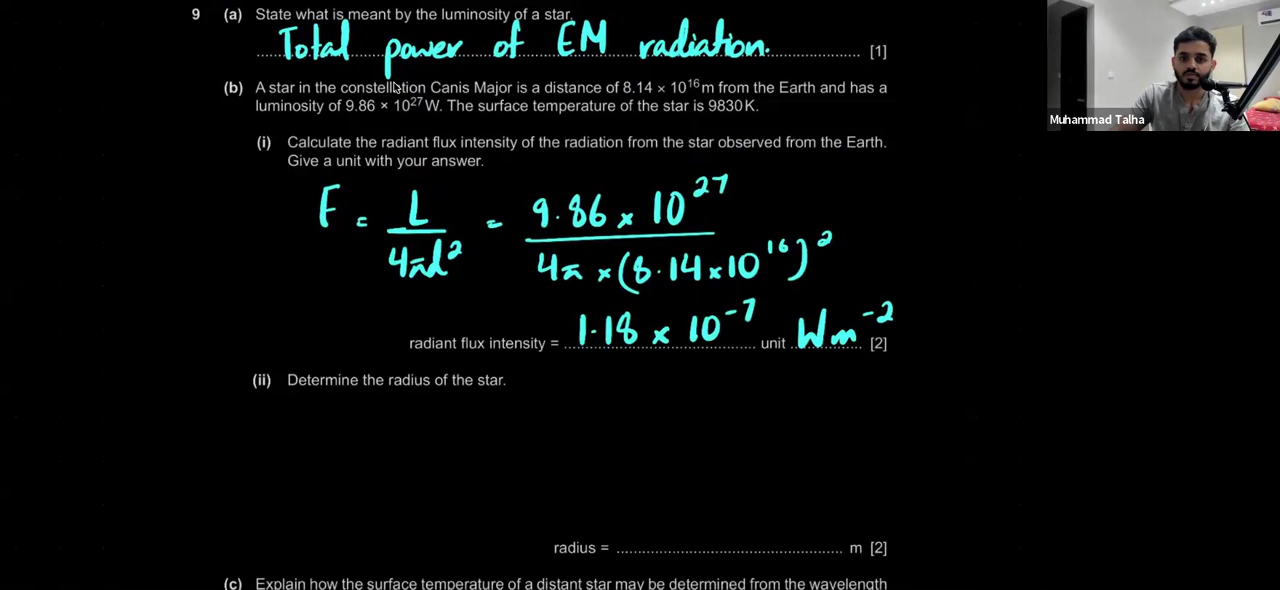 9 (a) State what is meant by the luminosity of a star.
Total power of EM radiation. [1]
(b) A star in the constellation Canis Major is a distance of 8.14 × 10¹⁶ m from the Earth and has a
luminosity of 9.86 × 10²⁷ W. The surface temperature of the star is 9830 K.
(i) Calculate the radiant flux intensity of the radiation from the star observed from the Earth.
Give a unit with your answer.
F = L / 4πd² = 9.86 × 10²⁷ / 4π × (8.14 × 10¹⁶)²
radiant flux intensity = 1.18 × 10⁻⁷ unit Wm⁻² [2]
(ii) Determine the radius of the star.
radius = m [2]
(c) Explain how the surface temperature of a distant star may be determined from the wavelength
Muhammad Talha